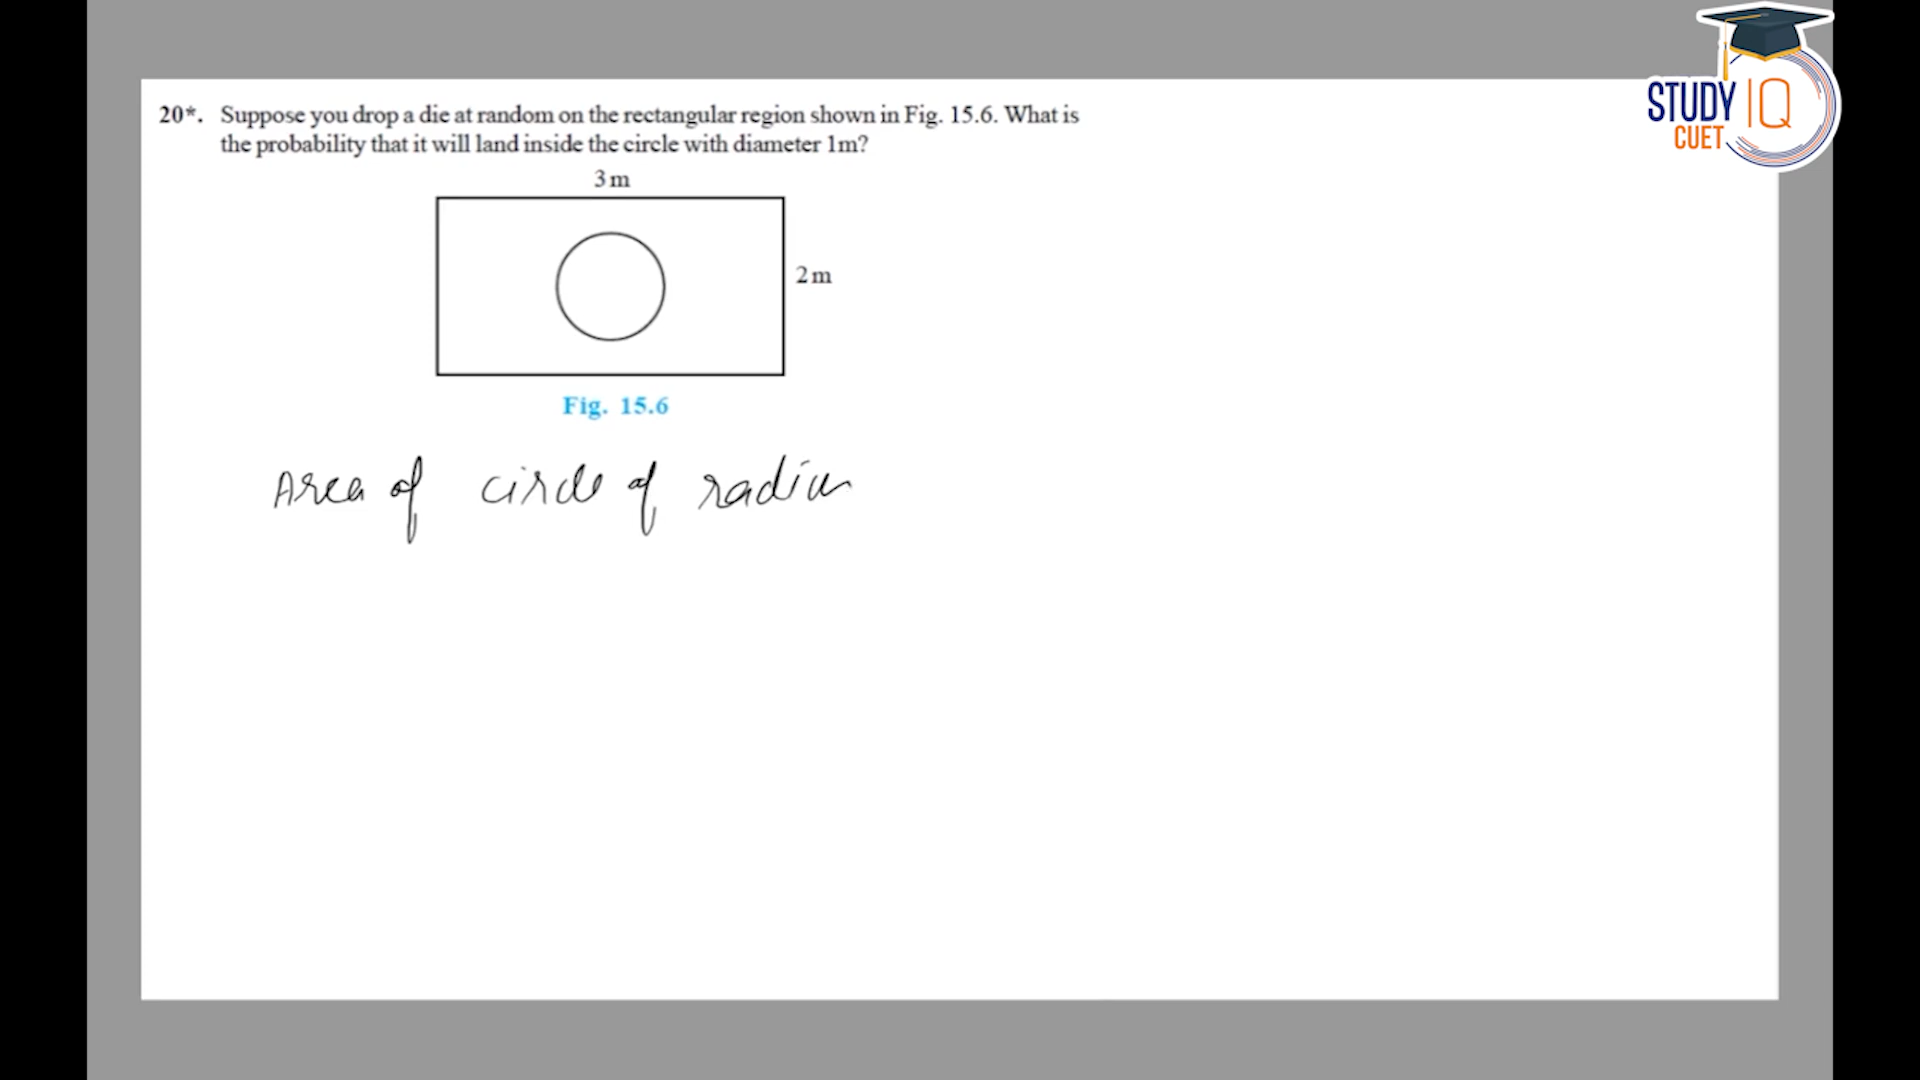 STUDY IQ
CUET
20*. Suppose you drop a die at random on the rectangular region shown in Fig. 15.6. What is
the probability that it will land inside the circle with diameter 1m?
3 m
2 m
Fig. 15.6
Area of circle of radius